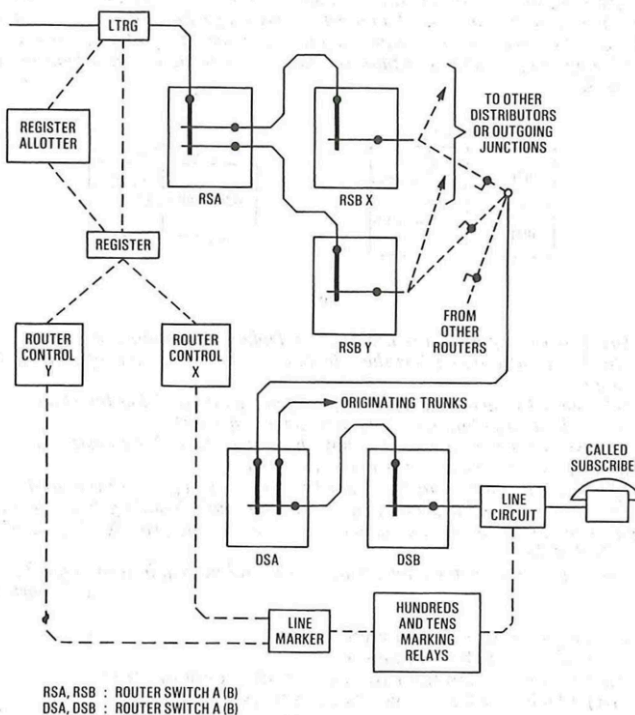 LTRG
REGISTER
ALLOTTER
REGISTER
RSA
RSB X
RSB Y
TO OTHER
DISTRIBUTORS
OR OUTGOING
JUNCTIONS
FROM
OTHER
ROUTERS
ROUTER
CONTROL
Y
ROUTER
CONTROL
X
ORIGINATING TRUNKS
DSA
DSB
LINE
CIRCUIT
CALLED
SUBSCRIBE
LINE
MARKER
HUNDREDS
AND TENS
MARKING
RELAYS
RSA, RSB : ROUTER SWITCH A (B)
DSA, DSB : ROUTER SWITCH A (B)